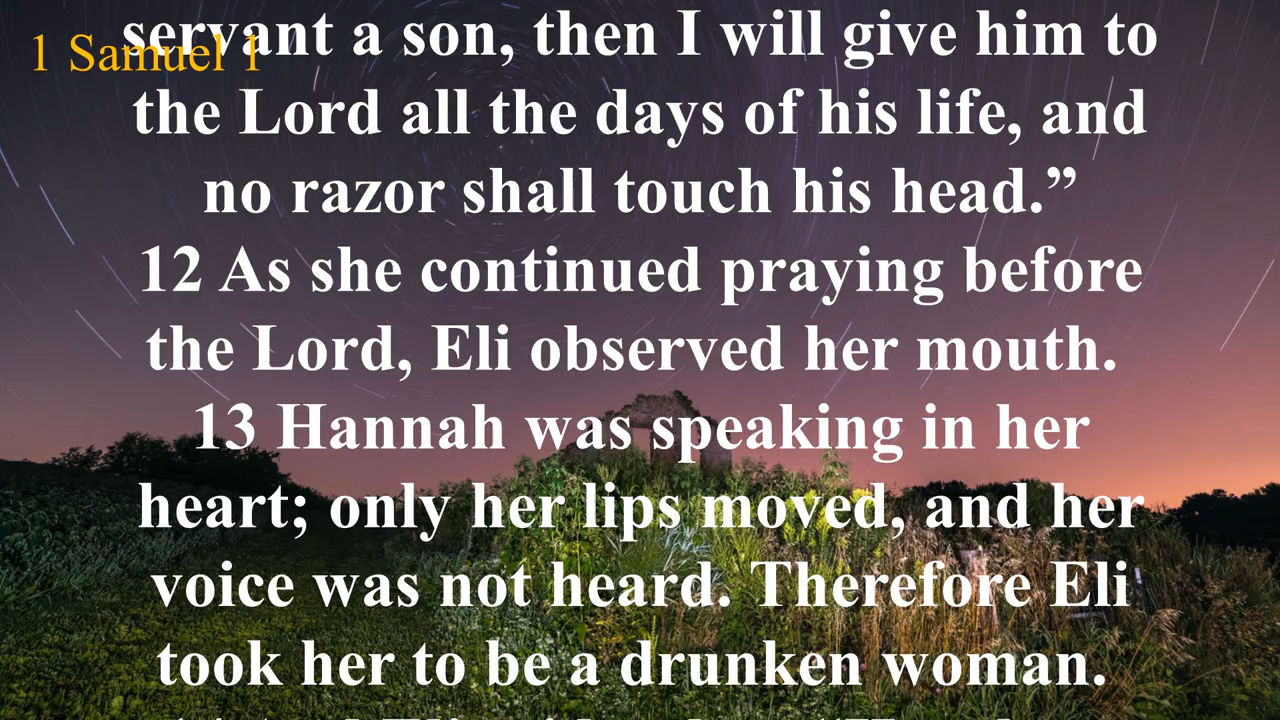 1 Samuel 1
servant a son, then I will give him to
the Lord all the days of his life, and
no razor shall touch his head.”
12 As she continued praying before
the Lord, Eli observed her mouth.
13 Hannah was speaking in her
heart; only her lips moved, and her
voice was not heard. Therefore Eli
took her to be a drunken woman.